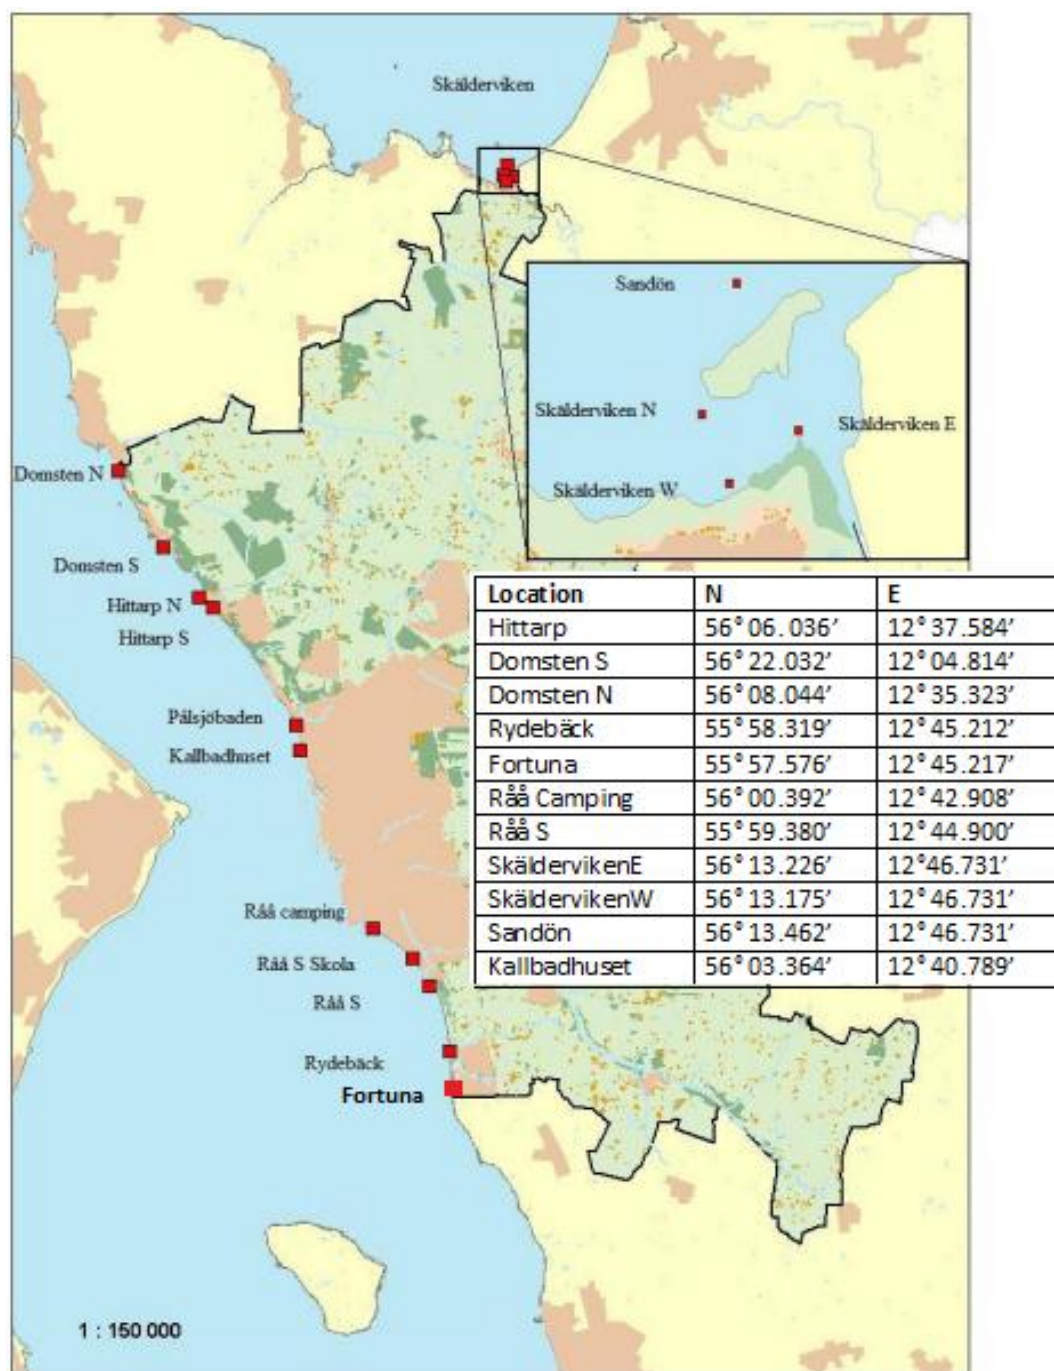 Skälderviken
Sandön
Skälderviken N
Skälderviken E
Skälderviken W
Domsten N
Domsten S
Hittarp N
Hittarp S
Pålsjöbaden
Kallbadhuset
Råå camping
Råå S Skola
Råå S
Rydebäck
Fortuna
1 : 150 000
Location N E
Hittarp 56° 06. 036′ 12° 37.584′
Domsten S 56° 22.032′ 12° 04.814′
Domsten N 56° 08.044′ 12° 35.323′
Rydebäck 55° 58.319′ 12° 45.212′
Fortuna 55° 57.576′ 12° 45.217′
Råå Camping 56° 00.392′ 12° 42.908′
Råå S 55° 59.380′ 12° 44.900′
SkäldervikenE 56° 13.226′ 12°46.731′
SkäldervikenW 56° 13.175′ 12° 46.731′
Sandön 56° 13.462′ 12° 46.731′
Kallbadhuset 56° 03.364′ 12° 40.789′